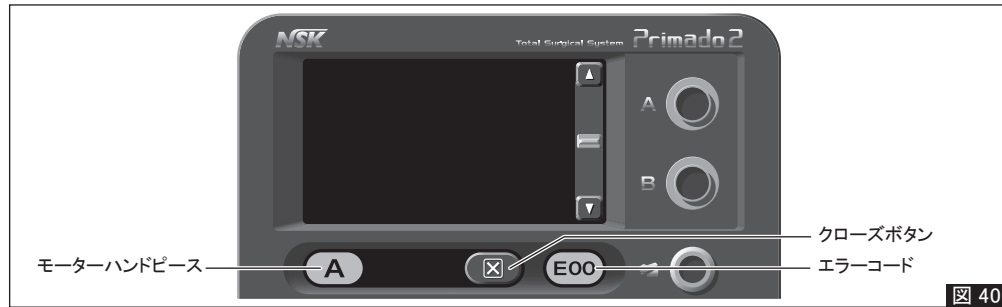 NSK
Total Surgical System Primado2
A
B
クローズボタン
モーターハンドピース
A
E00
エラーコード
図 40